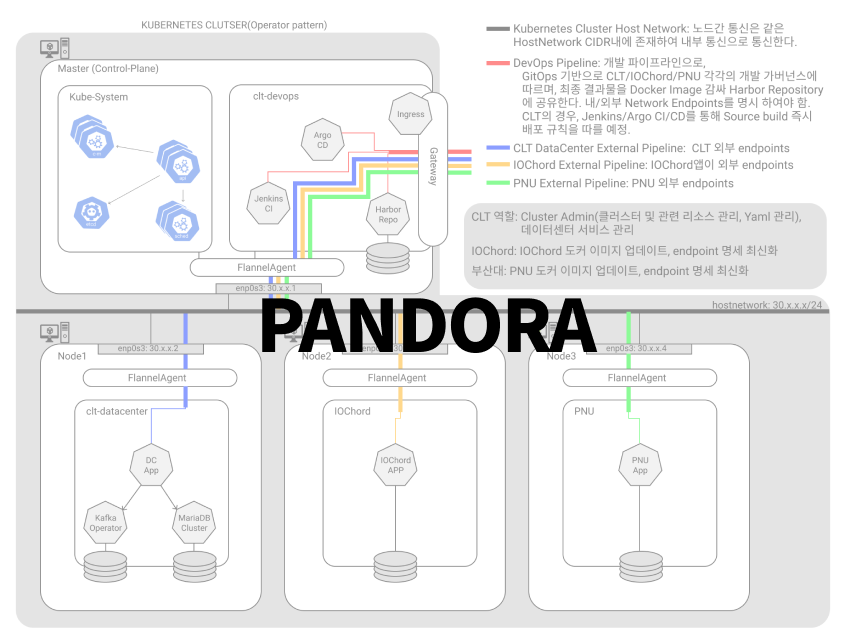 KUBERNETES CLUTSER(Operator pattern)
Master (Control-Plane)
Kube-System
etcd
clt-devops
Argo
CD
Ingress
Jenkins
CI
Harbor
Repo
Gateway
FlannelAgent
enp0s3: 30.x.x.1
Kubernetes Cluster Host Network: 노드간 통신은 같은
HostNetwork CIDR내에 존재하여 내부 통신으로 통신한다.
DevOps Pipeline: 개발 파이프라인으로,
GitOps 기반으로 CLT/IOChord/PNU 각각의 개발 가버넌스에
따르며, 최종 결과물을 Docker Image 감싸 Harbor Repository
에 공유한다. 내/외부 Network Endpoints를 명시 하여야 함.
CLT의 경우, Jenkins/Argo CI/CD를 통해 Source build 즉시
배포 규칙을 따를 예정.
CLT DataCenter External Pipeline: CLT 외부 endpoints
IOChord External Pipeline: IOChord앱이 외부 endpoints
PNU External Pipeline: PNU 외부 endpoints
CLT 역할: Cluster Admin(클러스터 및 관련 리소스 관리, Yaml 관리),
데이터센터 서비스 관리
IOChord: IOChord 도커 이미지 업데이트, endpoint 명세 최신화
부산대: PNU 도커 이미지 업데이트, endpoint 명세 최신화
hostnetwork: 30.x.x.x/24
PANDORA
Node1
enp0s3: 30.x.x.2
FlannelAgent
clt-datacenter
DC
App
Kafka
Operator
MariaDB
Cluster
Node2
FlannelAgent
IOChord
IOChord
APP
Node3
enp0s3: 30.x.x.4
FlannelAgent
PNU
PNU
App